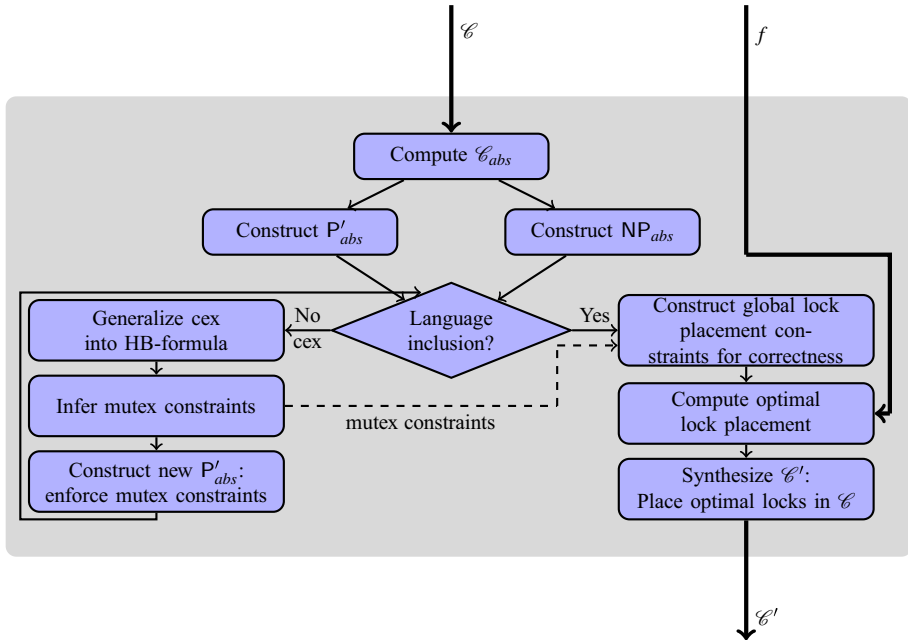 𝒞
f
Compute 𝒞abs
Construct P′abs
Construct NPabs
Language
inclusion?
No
cex
Yes
Generalize cex
into HB-formula
Infer mutex constraints
Construct new P′abs:
enforce mutex constraints
mutex constraints
Construct global lock
placement con-
straints for correctness
Compute optimal
lock placement
Synthesize 𝒞′:
Place optimal locks in 𝒞
𝒞′